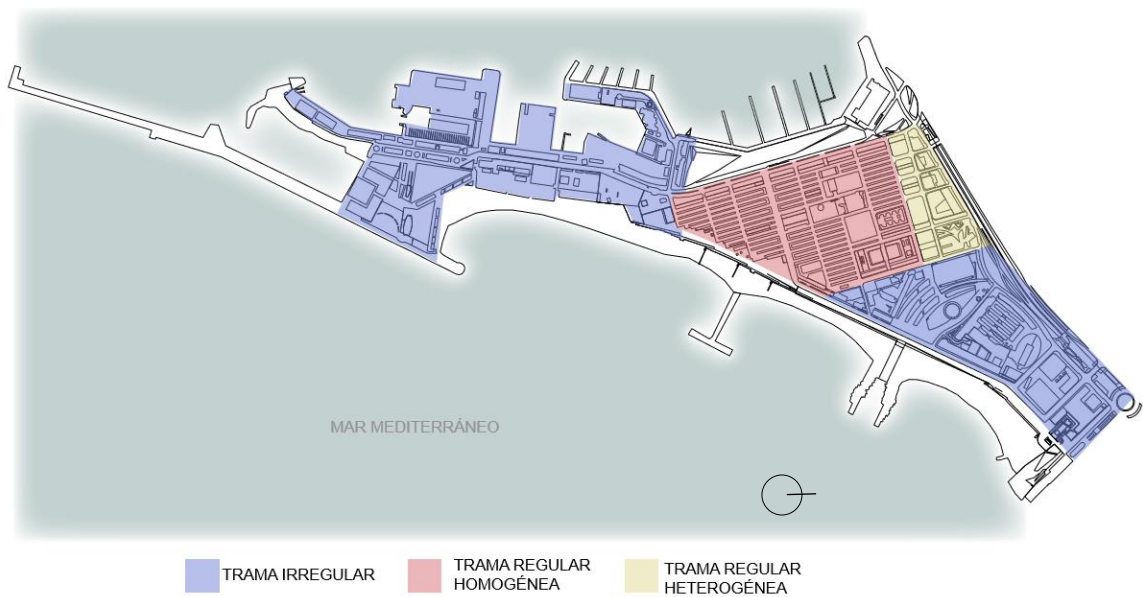 MAR MEDITERRÁNEO
TRAMA IRREGULAR
TRAMA REGULAR
HOMOGÉNEA
TRAMA REGULAR
HETEROGÉNEA